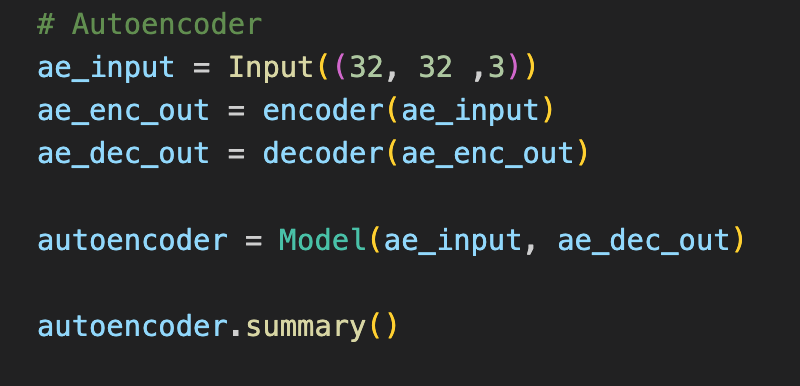 # Autoencoder
ae_input = Input((32, 32 ,3))
ae_enc_out = encoder(ae_input)
ae_dec_out = decoder(ae_enc_out)
autoencoder = Model(ae_input, ae_dec_out)
autoencoder.summary()